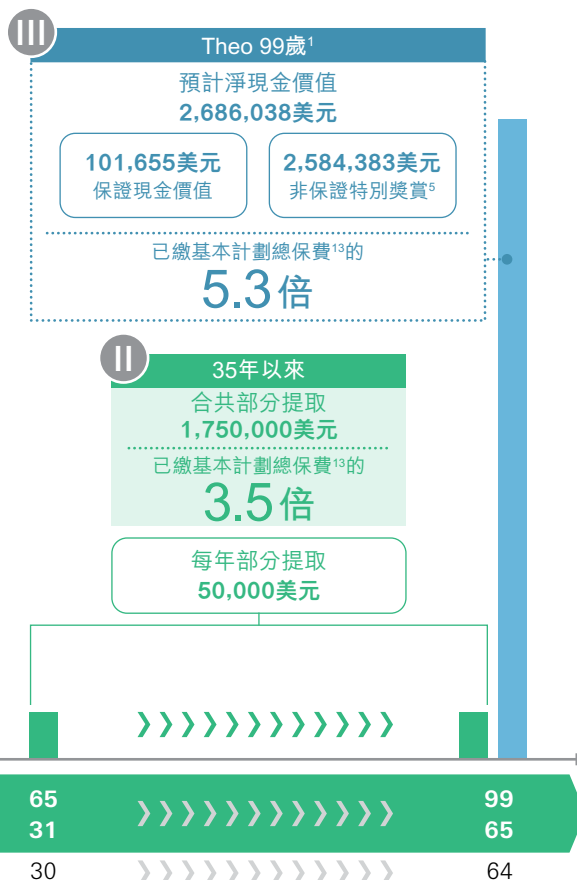 III
Theo 99歲¹
預計淨現金價值
2,686,038美元
101,655美元
保證現金價值
2,584,383美元
非保證特別獎賞⁵
已繳基本計劃總保費¹³的
5.3倍
II
35年以來
合共部分提取
1,750,000美元
已繳基本計劃總保費¹³的
3.5倍
每年部分提取
50,000美元
65 99
31 65
30 64